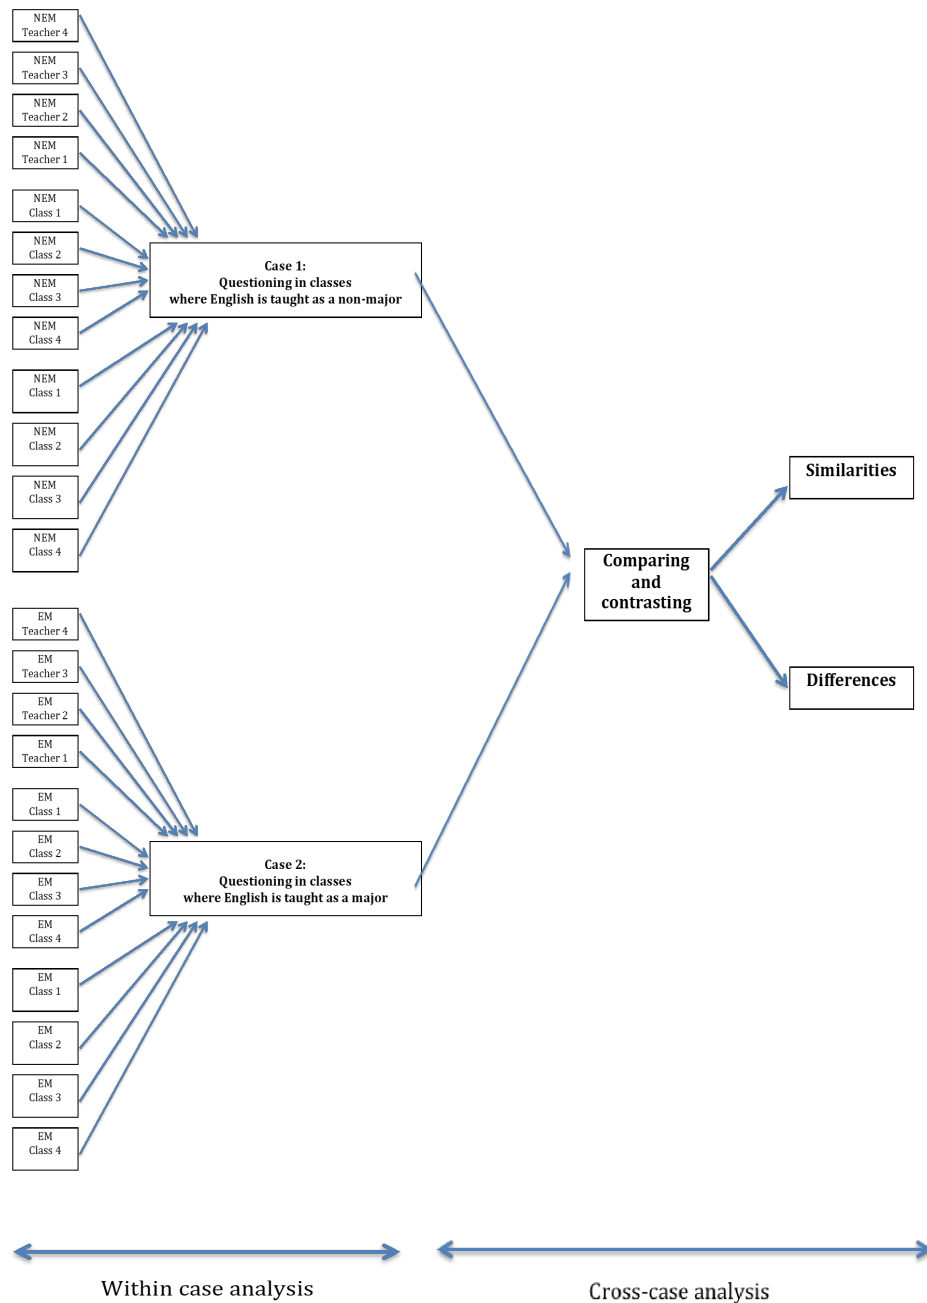 NEM
Teacher 4
NEM
Teacher 3
NEM
Teacher 2
NEM
Teacher 1
NEM
Class 1
NEM
Class 2
NEM
Class 3
NEM
Class 4
NEM
Class 1
NEM
Class 2
NEM
Class 3
NEM
Class 4
Case 1:
Questioning in classes
where English is taught as a non-major
EM
Teacher 4
EM
Teacher 3
EM
Teacher 2
EM
Teacher 1
EM
Class 1
EM
Class 2
EM
Class 3
EM
Class 4
EM
Class 1
EM
Class 2
EM
Class 3
EM
Class 4
Case 2:
Questioning in classes
where English is taught as a major
Comparing
and
contrasting
Similarities
Differences
Within case analysis
Cross-case analysis